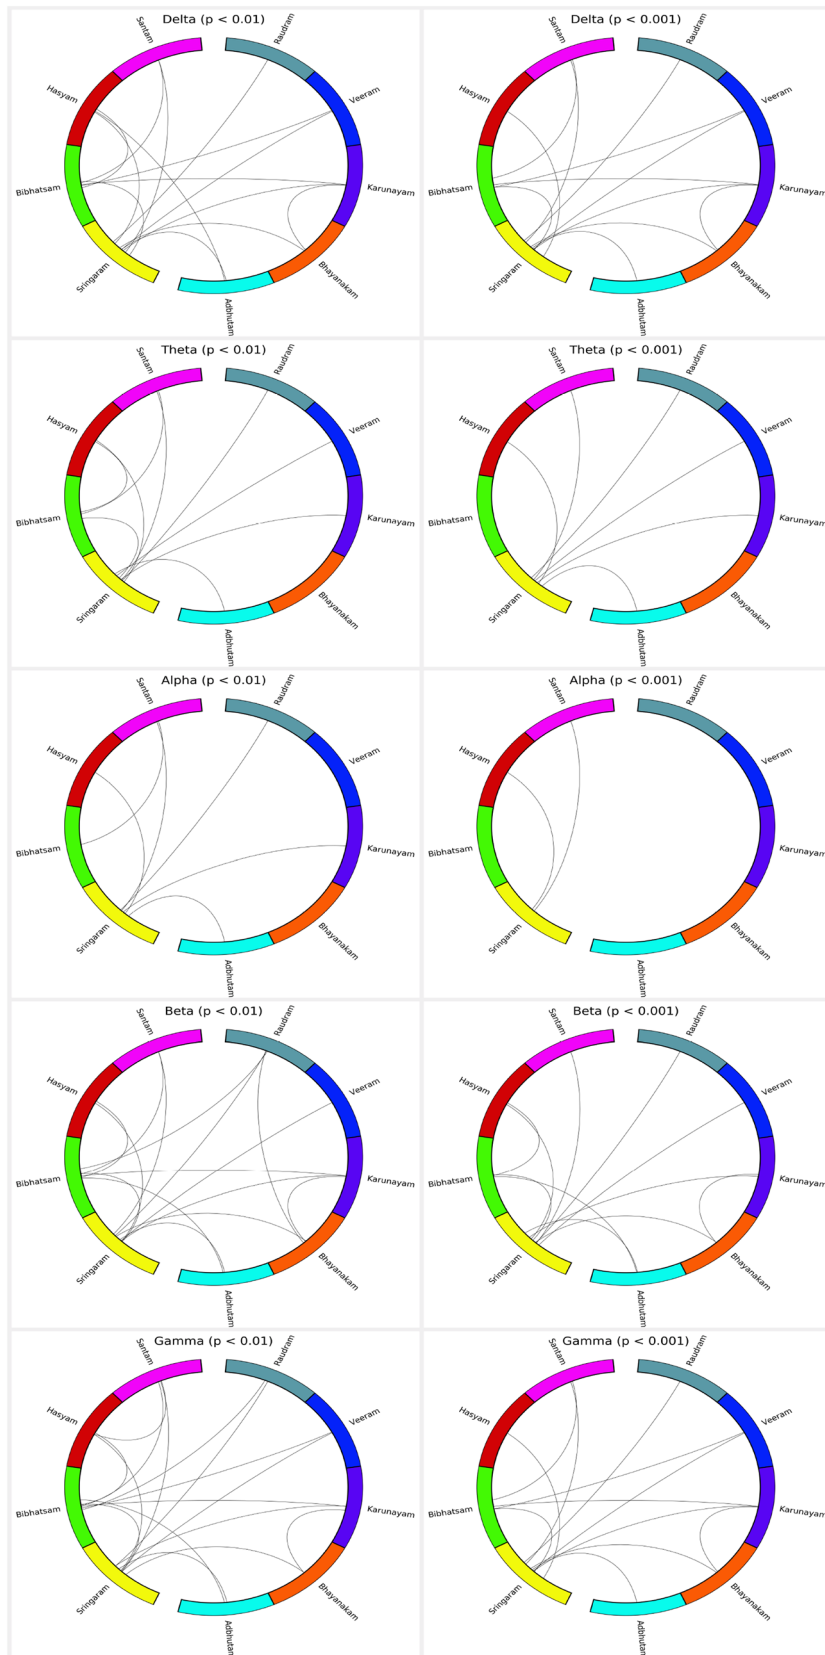 Delta (p < 0.01)
Santam
Raudram
Hasyam
Veeram
Bibhatsam
Karunayam
Sringaram
Bhayanakam
Adbhutam
Delta (p < 0.001)
Santam
Raudram
Hasyam
Veeram
Bibhatsam
Karunayam
Sringaram
Bhayanakam
Adbhutam
Theta (p < 0.01)
Santam
Raudram
Hasyam
Veeram
Bibhatsam
Karunayam
Sringaram
Bhayanakam
Adbhutam
Theta (p < 0.001)
Santam
Raudram
Hasyam
Veeram
Bibhatsam
Karunayam
Sringaram
Bhayanakam
Adbhutam
Alpha (p < 0.01)
Santam
Raudram
Hasyam
Veeram
Bibhatsam
Karunayam
Sringaram
Bhayanakam
Adbhutam
Alpha (p < 0.001)
Santam
Raudram
Hasyam
Veeram
Bibhatsam
Karunayam
Sringaram
Bhayanakam
Adbhutam
Beta (p < 0.01)
Santam
Raudram
Hasyam
Veeram
Bibhatsam
Karunayam
Sringaram
Bhayanakam
Adbhutam
Beta (p < 0.001)
Santam
Raudram
Hasyam
Veeram
Bibhatsam
Karunayam
Sringaram
Bhayanakam
Adbhutam
Gamma (p < 0.01)
Santam
Raudram
Hasyam
Veeram
Bibhatsam
Karunayam
Sringaram
Bhayanakam
Adbhutam
Gamma (p < 0.001)
Santam
Raudram
Hasyam
Veeram
Bibhatsam
Karunayam
Sringaram
Bhayanakam
Adbhutam